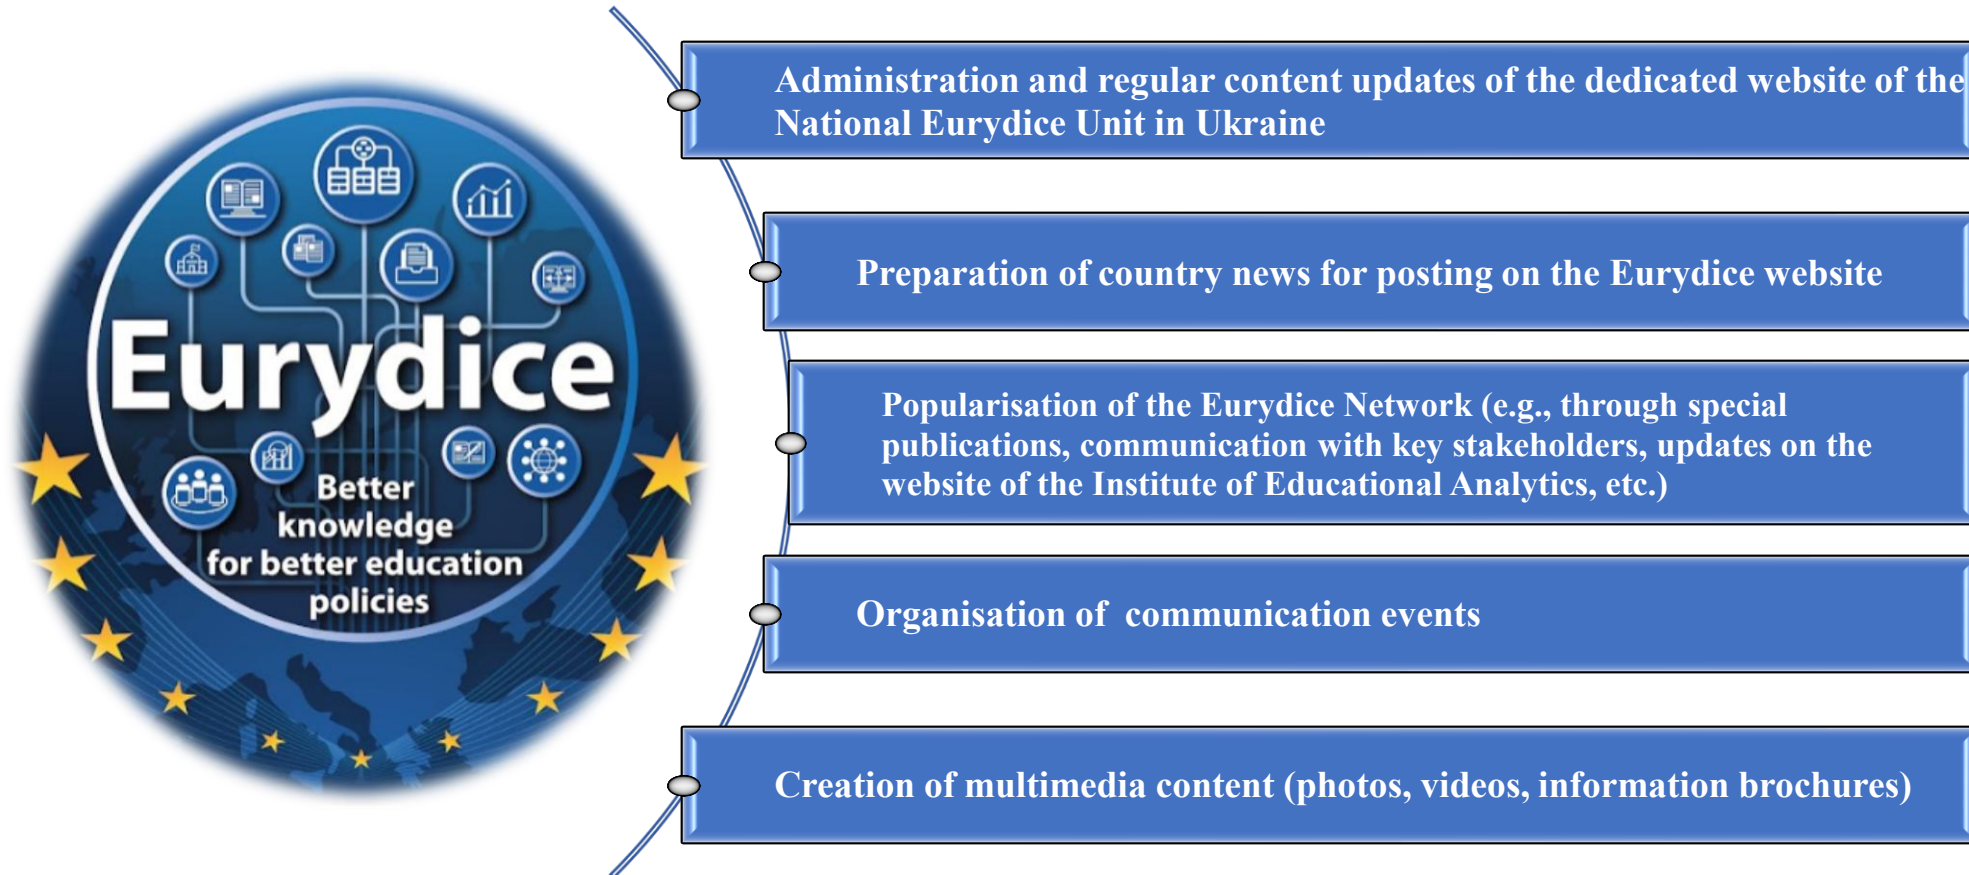 Eurydice
Better
knowledge
for better education
policies
Administration and regular content updates of the dedicated website of the
National Eurydice Unit in Ukraine
Preparation of country news for posting on the Eurydice website
Popularisation of the Eurydice Network (e.g., through special
publications, communication with key stakeholders, updates on the
website of the Institute of Educational Analytics, etc.)
Organisation of  communication events
Creation of multimedia content (photos, videos, information brochures)